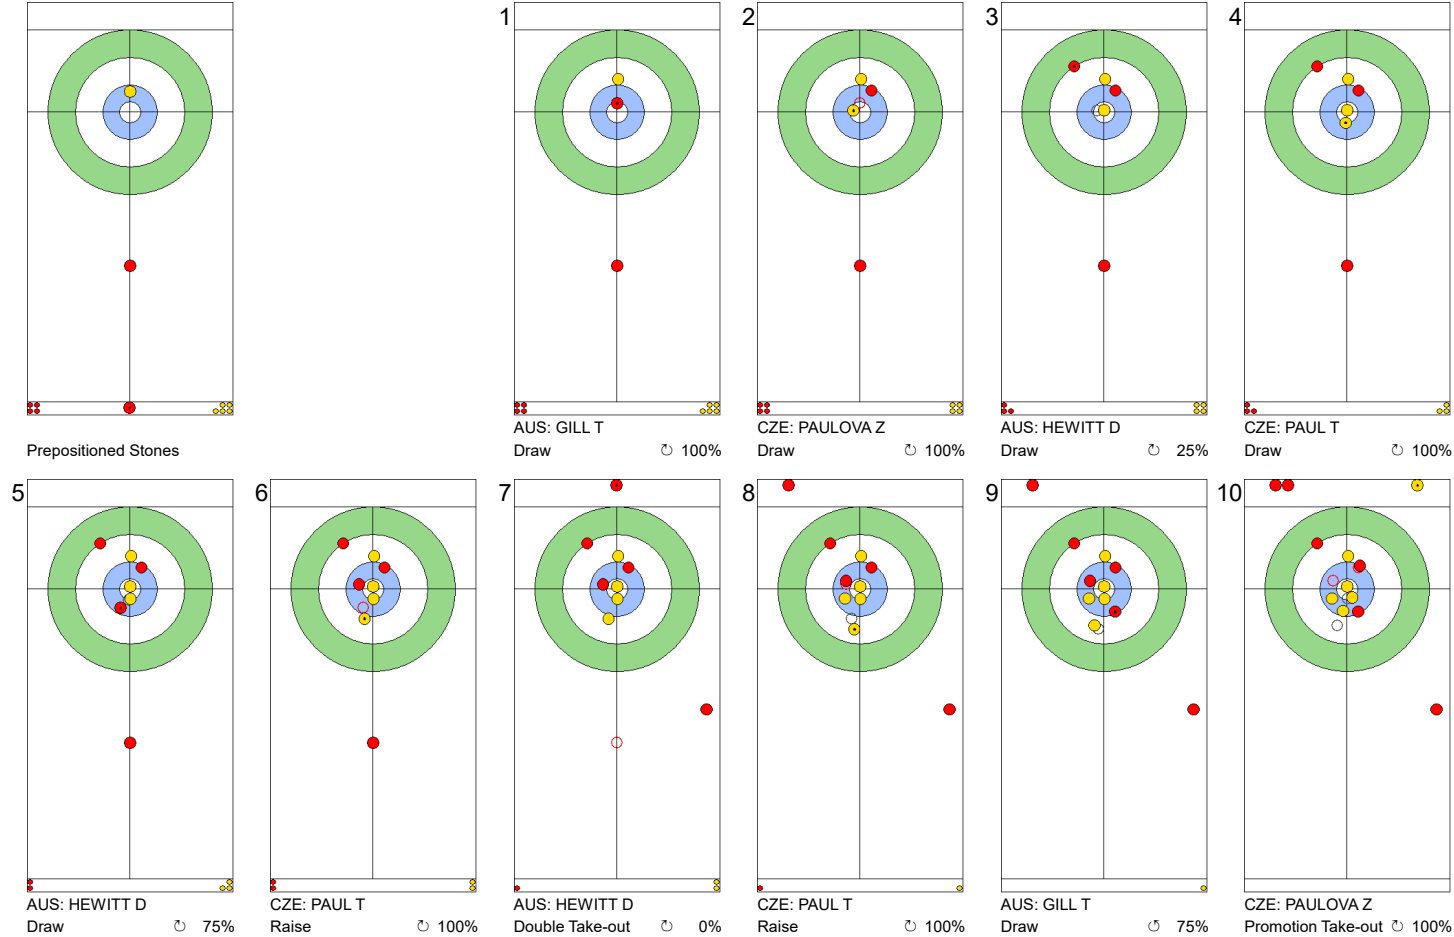 1
2
3
4
Prepositioned Stones
AUS: GILL T
Draw ↻ 100%
CZE: PAULOVA Z
Draw ↻ 100%
AUS: HEWITT D
Draw ↻ 25%
CZE: PAUL T
Draw ↻ 100%
5
6
7
8
9
10
AUS: HEWITT D
Draw ↻ 75%
CZE: PAUL T
Raise ↻ 100%
AUS: HEWITT D
Double Take-out ↻ 0%
CZE: PAUL T
Raise ↻ 100%
AUS: GILL T
Draw ↺ 75%
CZE: PAULOVA Z
Promotion Take-out ↻ 100%